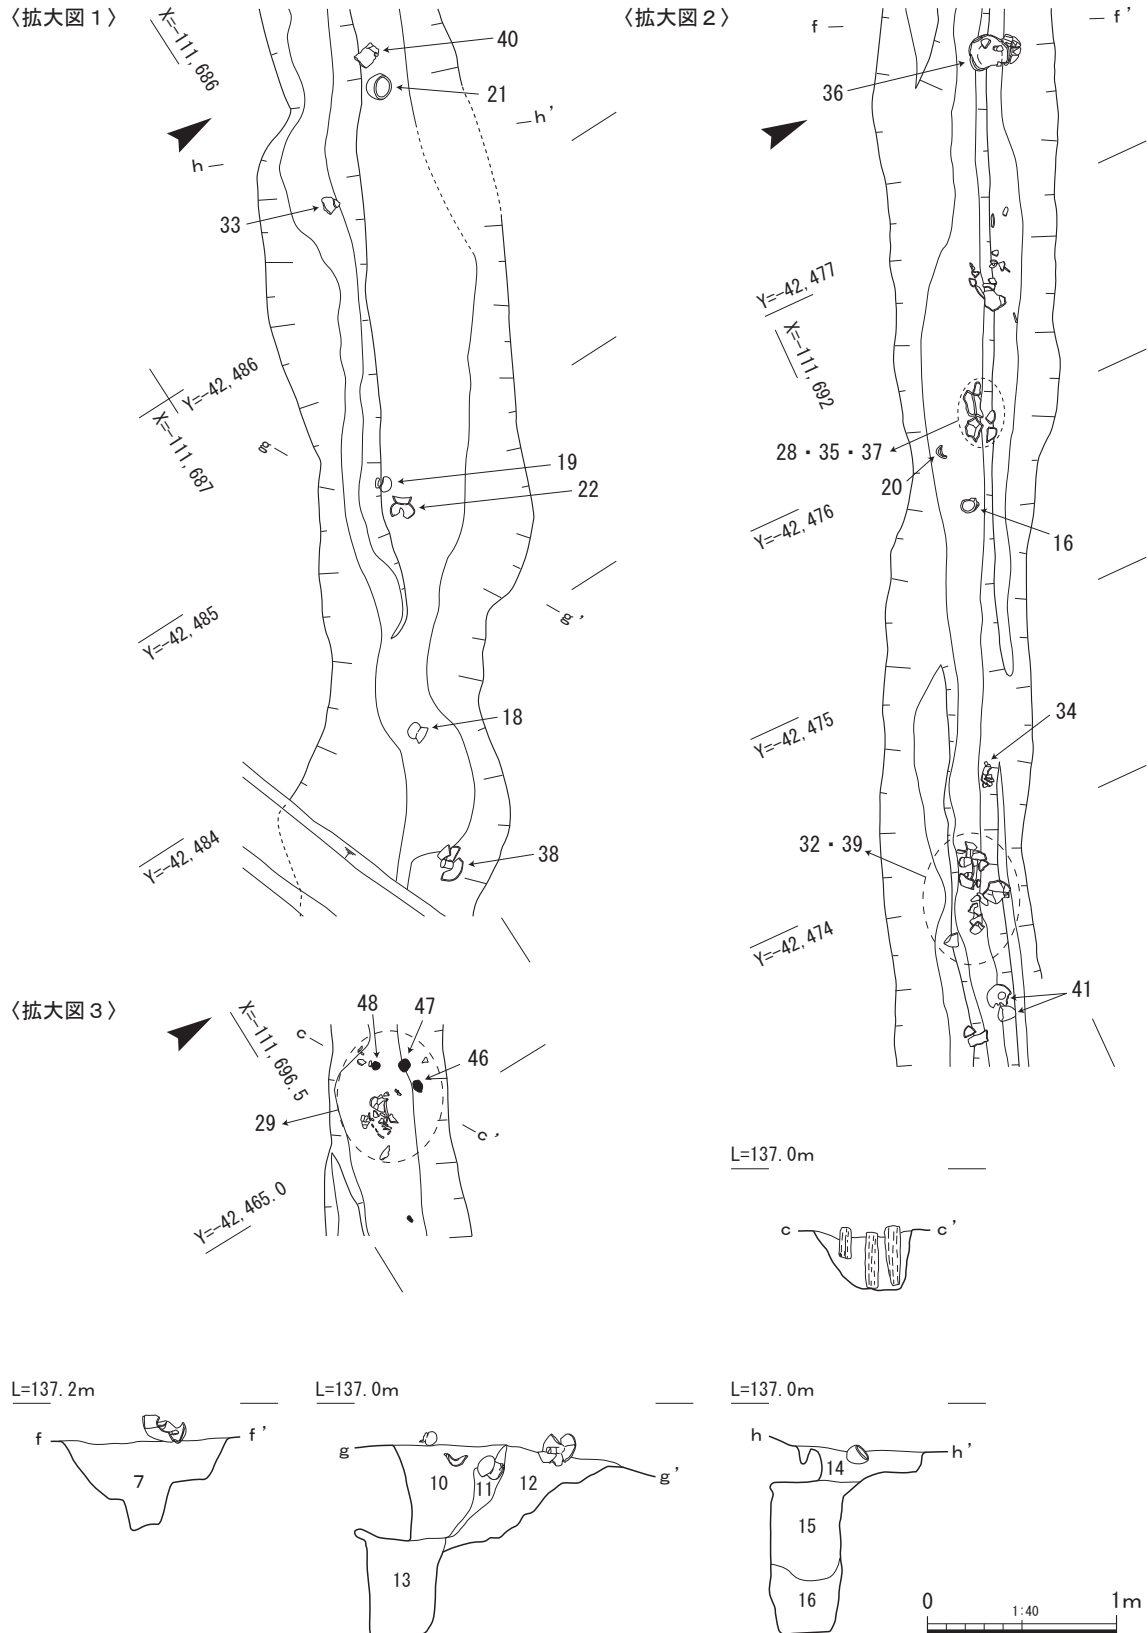 〈拡大図１〉
X=-111,686
40
21
h'
h
33
Y=-42,486
X=-111,687
g
19
22
g'
Y=-42,485
18
Y=-42,484
38
〈拡大図２〉
f
f'
36
Y=-42,477
X=-111,692
28・35・37
20
Y=-42,476
16
34
Y=-42,475
32・39
Y=-42,474
41
〈拡大図３〉
X=-111,696.5
48
47
46
c
29
c'
Y=-42,465.0
L=137.0m
c
c'
L=137.2m
f
f'
7
L=137.0m
g
g'
10
11
12
13
L=137.0m
h
h'
14
15
16
0
1:40
1m